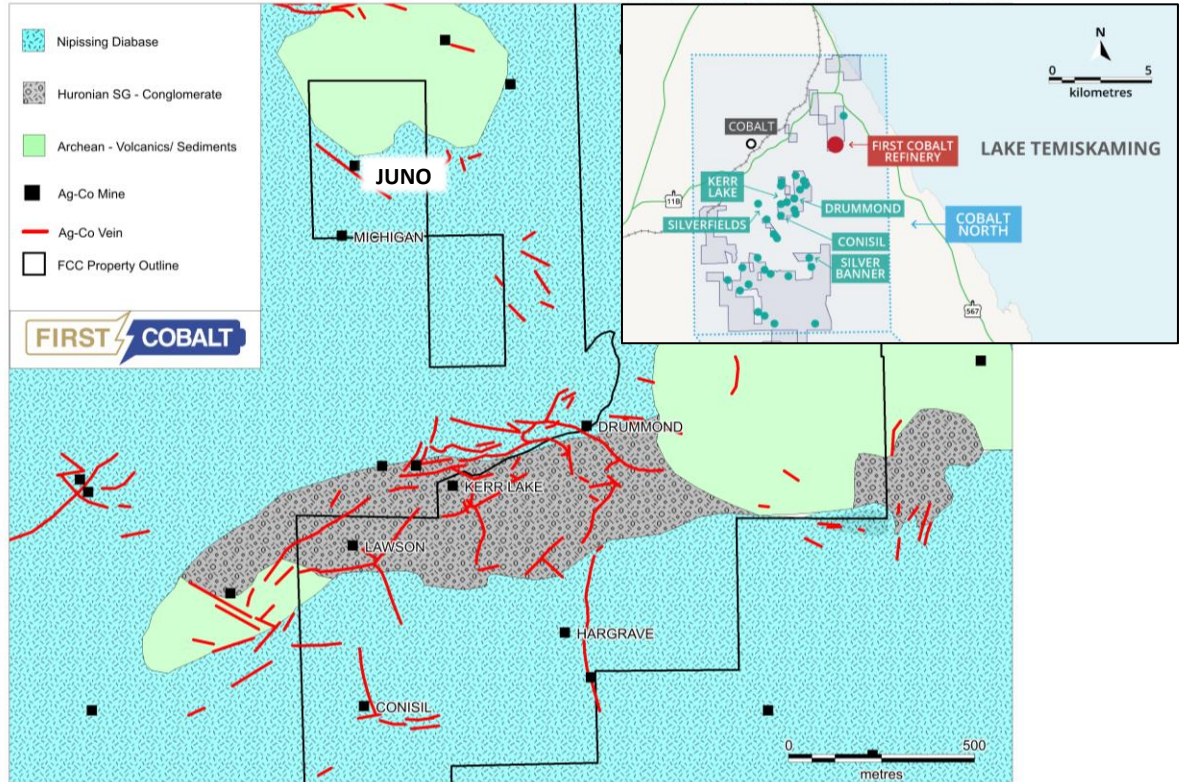 Nipissing Diabase
Huronian SG - Conglomerate
Archean - Volcanics/ Sediments
Ag-Co Mine
Ag-Co Vein
FCC Property Outline
FIRST COBALT
JUNO
MICHIGAN
DRUMMOND
KERR LAKE
LAWSON
HARGRAVE
CONISIL
0 500
metres
N
0 5
kilometres
COBALT
FIRST COBALT
REFINERY
LAKE TEMISKAMING
KERR
LAKE
11B
DRUMMOND
SILVERFIELDS
COBALT
NORTH
CONISIL
SILVER
BANNER
567